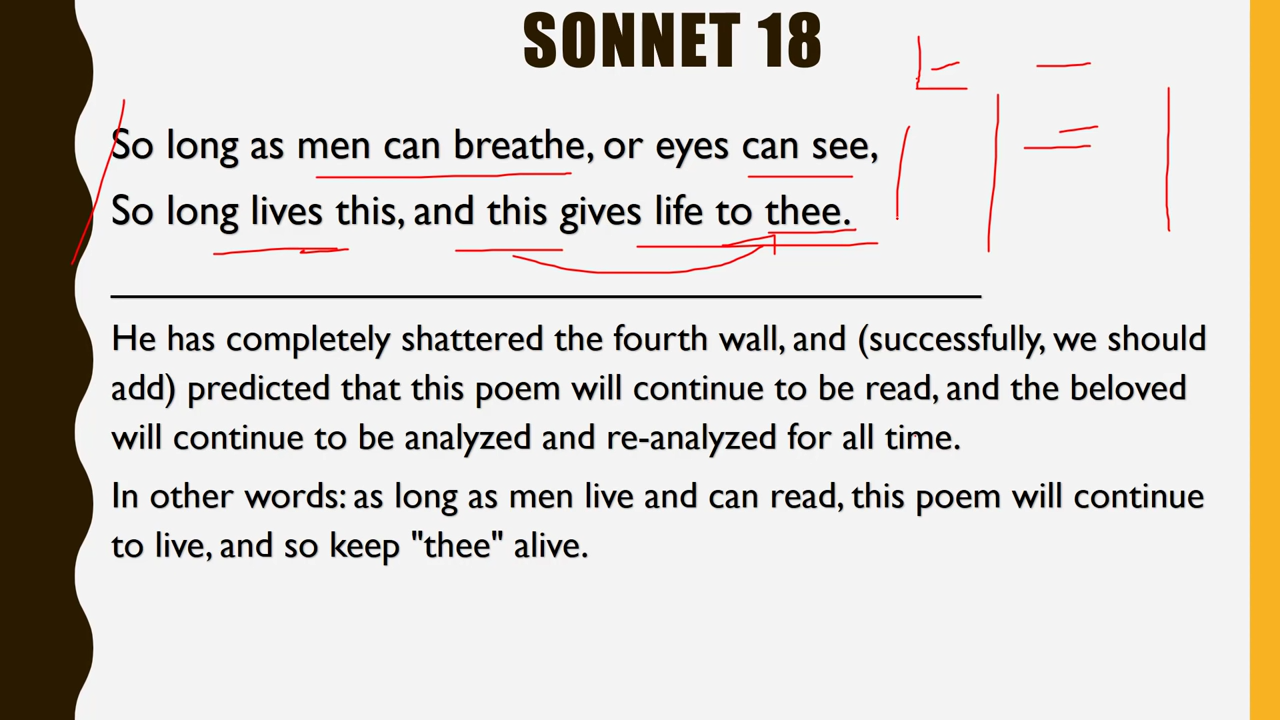 SONNET 18
So long as men can breathe, or eyes can see,
So long lives this, and this gives life to thee.
He has completely shattered the fourth wall, and (successfully, we should
add) predicted that this poem will continue to be read, and the beloved
will continue to be analyzed and re-analyzed for all time.
In other words: as long as men live and can read, this poem will continue
to live, and so keep "thee" alive.